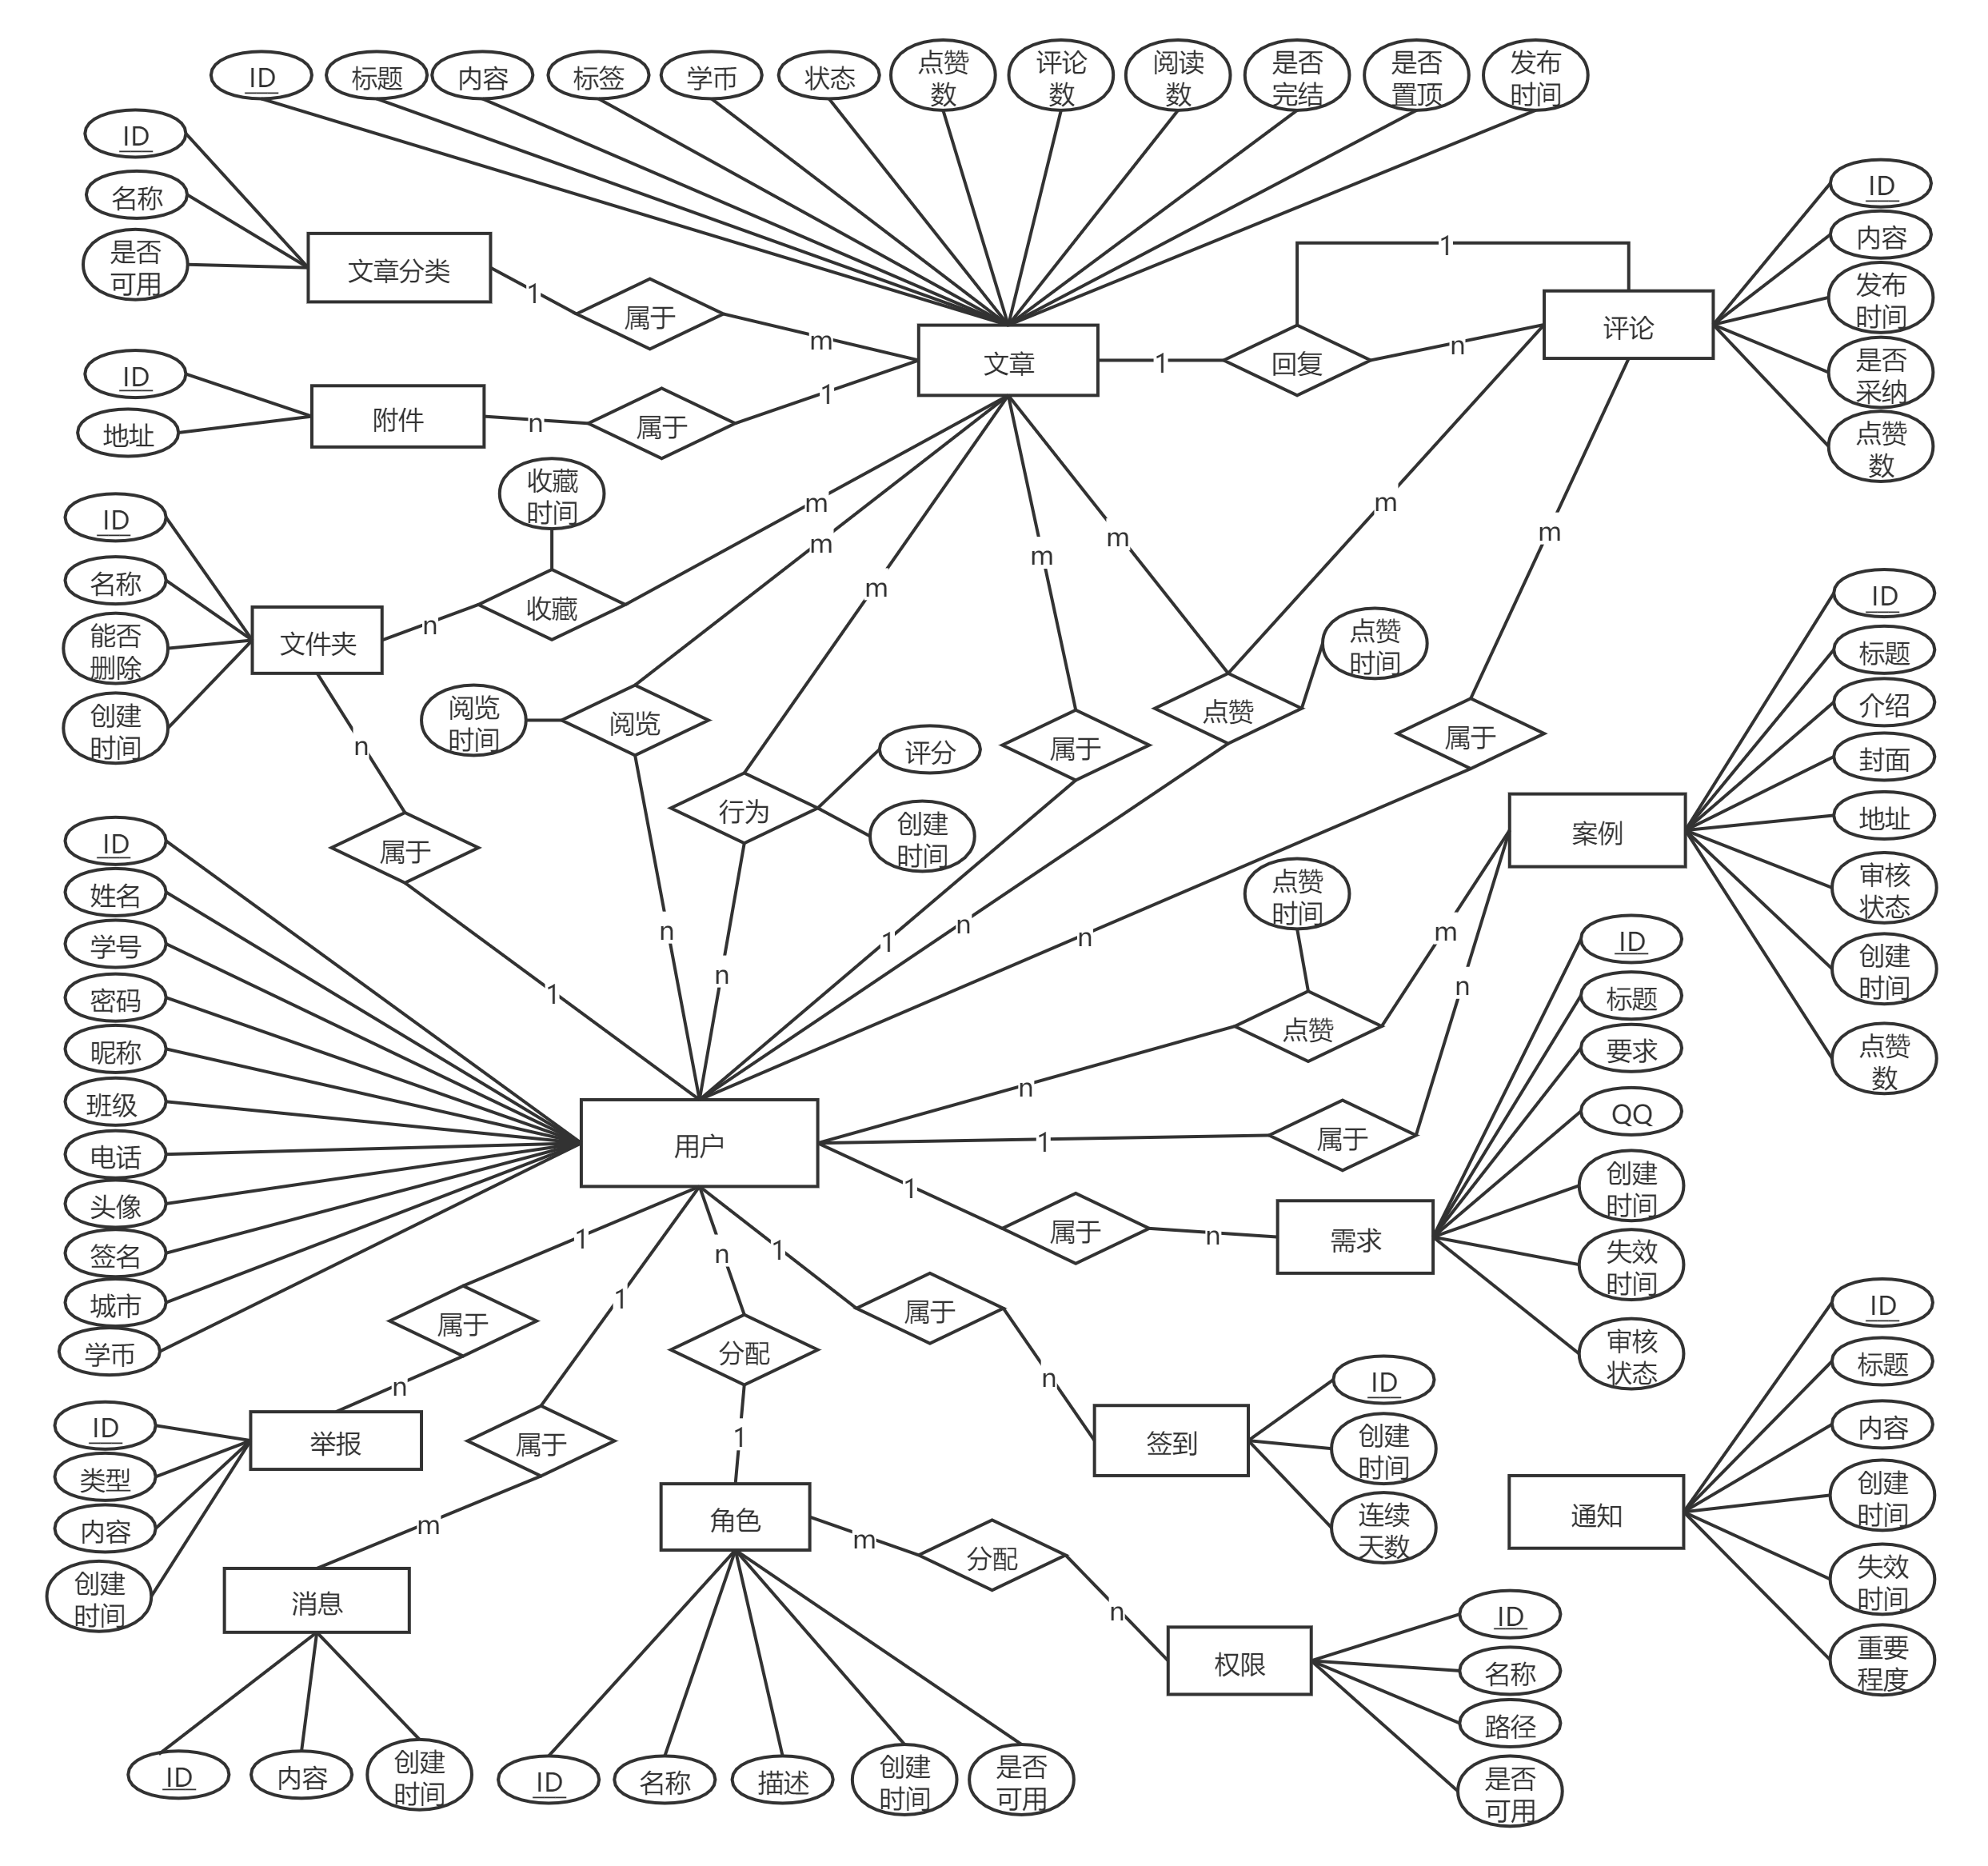 ID
标题
内容
标签
学币
状态
点赞
数
评论
数
阅读
数
是否
完结
是否
置顶
发布
时间
ID
名称
是否
可用
文章分类
1
属于
m
文章
1
回复
n
1
评论
ID
内容
发布
时间
是否
采纳
点赞
数
ID
地址
附件
n
属于
1
收藏
时间
ID
名称
能否
删除
创建
时间
文件夹
n
收藏
m
m
m
m
m
m
m
阅览
时间
阅览
行为
评分
创建
时间
属于
点赞
点赞
时间
属于
n
属于
1
n
n
1
n
n
案例
ID
标题
介绍
封面
地址
审核
状态
创建
时间
点赞
数
点赞
时间
点赞
m
n
n
属于
1
ID
姓名
学号
密码
昵称
班级
电话
头像
签名
城市
学币
用户
1
属于
n
需求
ID
标题
要求
QQ
创建
时间
失效
时间
审核
状态
1
属于
n
举报
ID
类型
内容
创建
时间
1
属于
m
消息
ID
内容
创建
时间
n
分配
1
角色
ID
名称
描述
创建
时间
是否
可用
1
属于
n
签到
ID
创建
时间
连续
天数
m
分配
n
权限
ID
名称
路径
是否
可用
通知
ID
标题
内容
创建
时间
失效
时间
重要
程度